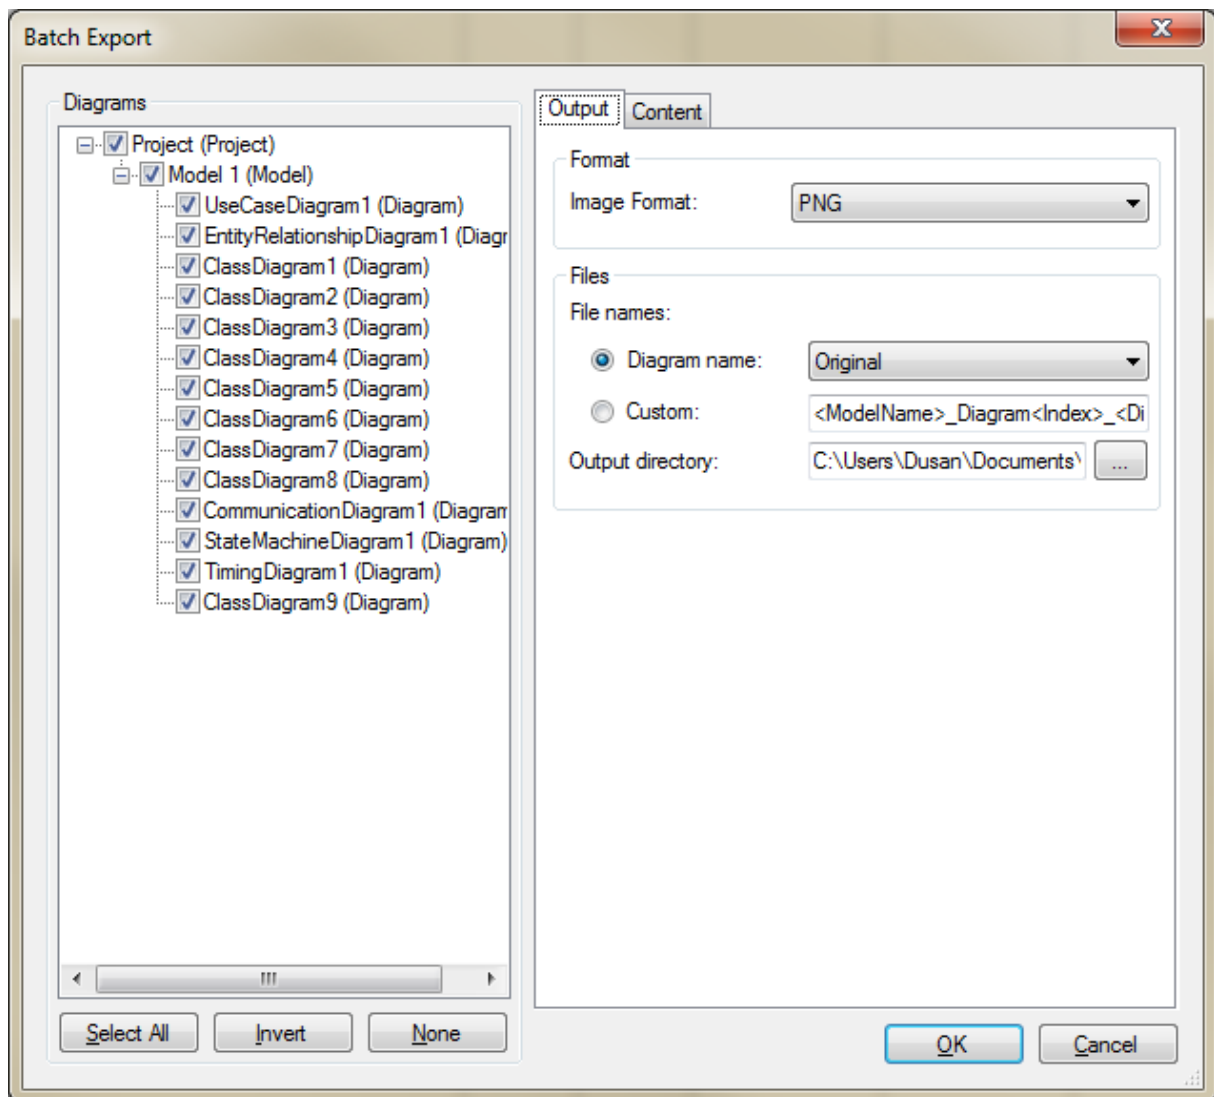 Batch Export
Diagrams
Project (Project)
Model 1 (Model)
UseCaseDiagram1 (Diagram)
EntityRelationshipDiagram1 (Diagr
ClassDiagram1 (Diagram)
ClassDiagram2 (Diagram)
ClassDiagram3 (Diagram)
ClassDiagram4 (Diagram)
ClassDiagram5 (Diagram)
ClassDiagram6 (Diagram)
ClassDiagram7 (Diagram)
ClassDiagram8 (Diagram)
CommunicationDiagram1 (Diagram
StateMachineDiagram1 (Diagram)
TimingDiagram1 (Diagram)
ClassDiagram9 (Diagram)
Select All Invert None
Output Content
Format
Image Format: PNG
Files
File names:
Diagram name: Original
Custom: <ModelName>_Diagram<Index>_<Di
Output directory: C:\Users\Dusan\Documents\ ...
OK Cancel